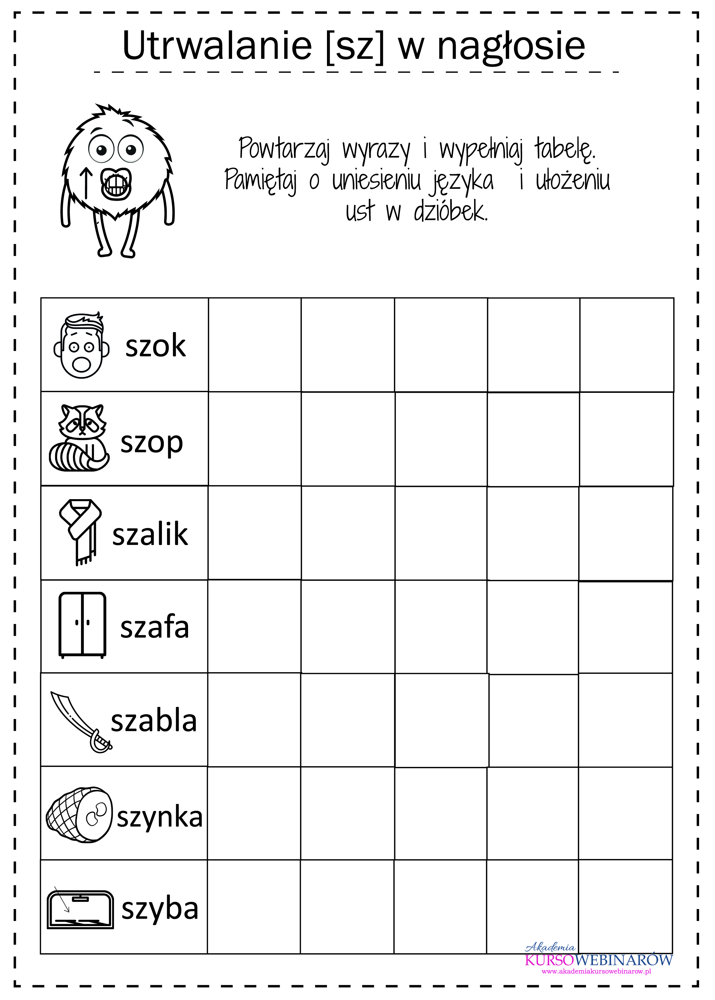 Utrwalanie [sz] w nagłosie
Powtarzaj wyrazy i wypełniaj tabelę.
Pamiętaj o uniesieniu języka i ułożeniu
ust w dzióbek.
szok
szop
szalik
szafa
szabla
szynka
szyba
Akademia
KURSOWEBINARÓW
www.akademiakursowebinarow.pl